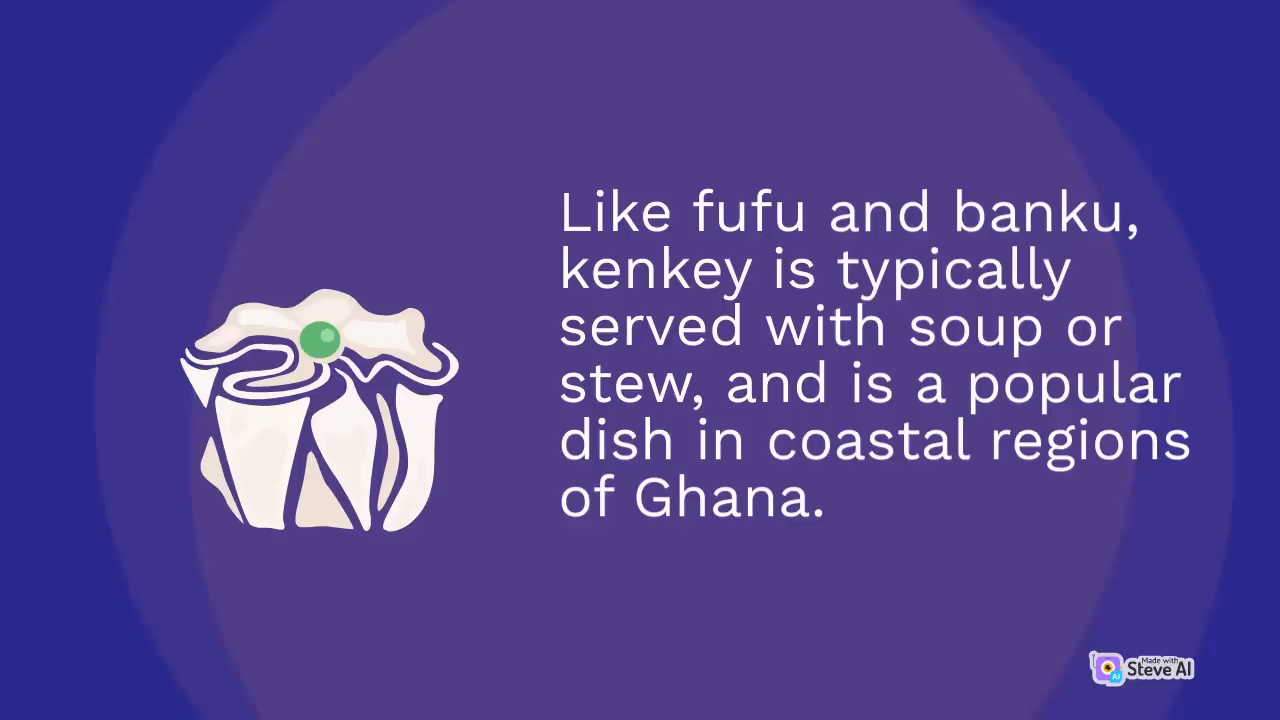 Like fufu and banku,
kenkey is typically
served with soup or
stew, and is a popular
dish in coastal regions
of Ghana.
Made with
Steve AI
AI